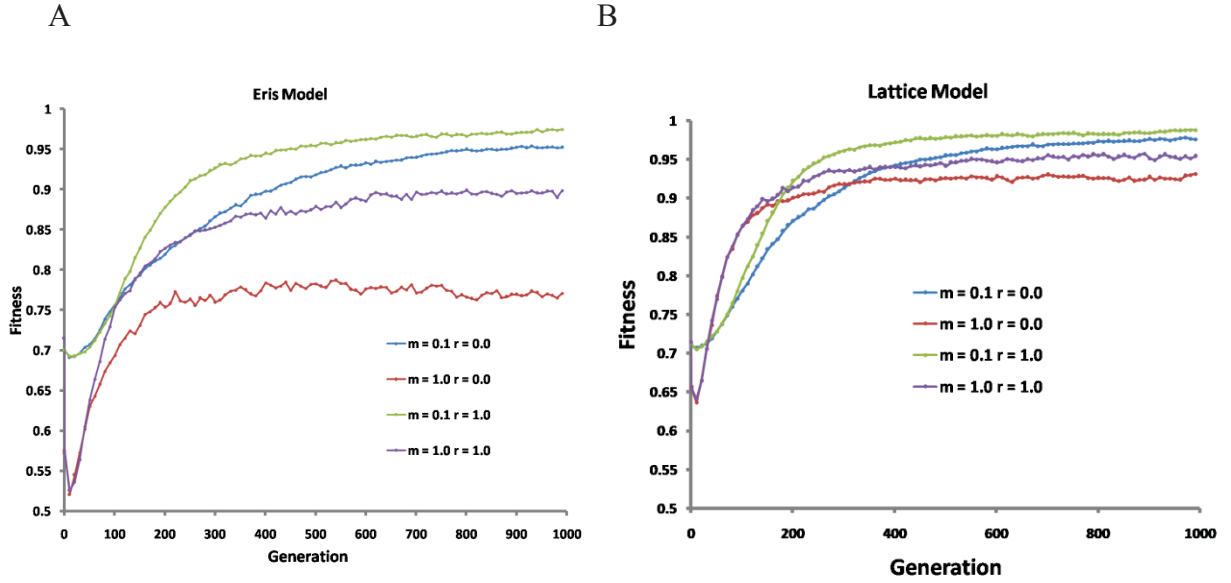 A
Eris Model
1
0.95
0.9
0.85
0.8
0.75
0.7
0.65
0.6
0.55
0.5
Fitness
0 100 200 300 400 500 600 700 800 900 1000
Generation
m = 0.1 r = 0.0
m = 1.0 r = 0.0
m = 0.1 r = 1.0
m = 1.0 r = 1.0
B
Lattice Model
1
0.95
0.9
0.85
0.8
0.75
0.7
0.65
0.6
0.55
0.5
Fitness
0 200 400 600 800 1000
Generation
m = 0.1 r = 0.0
m = 1.0 r = 0.0
m = 0.1 r = 1.0
m = 1.0 r = 1.0